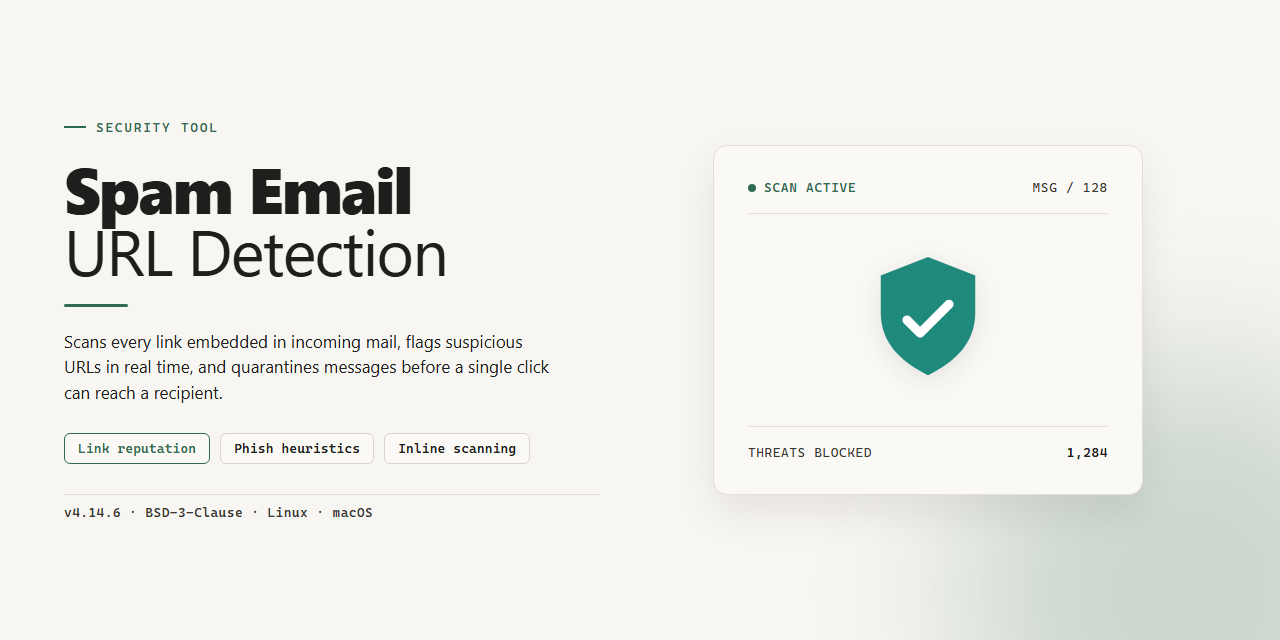 SECURITY TOOL
Spam Email
URL Detection
Scans every link embedded in incoming mail, flags suspicious
URLs in real time, and quarantines messages before a single click
can reach a recipient.
Link reputation
Phish heuristics
Inline scanning
v4.14.6 · BSD-3-Clause · Linux · macOS
SCAN ACTIVE
MSG / 128
THREATS BLOCKED
1,284